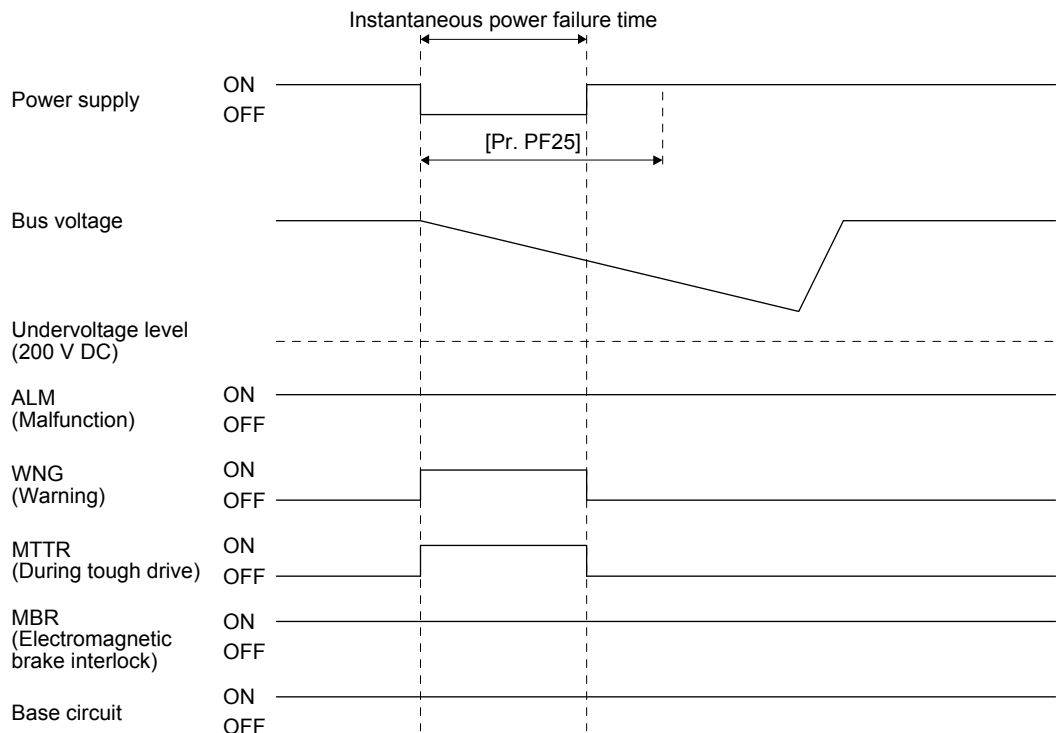 Instantaneous power failure time
Power supply
ON
OFF
[Pr. PF25]
Bus voltage
Undervoltage level
(200 V DC)
ALM
(Malfunction)
ON
OFF
WNG
(Warning)
ON
OFF
MTTR
(During tough drive)
ON
OFF
MBR
(Electromagnetic
brake interlock)
ON
OFF
Base circuit
ON
OFF